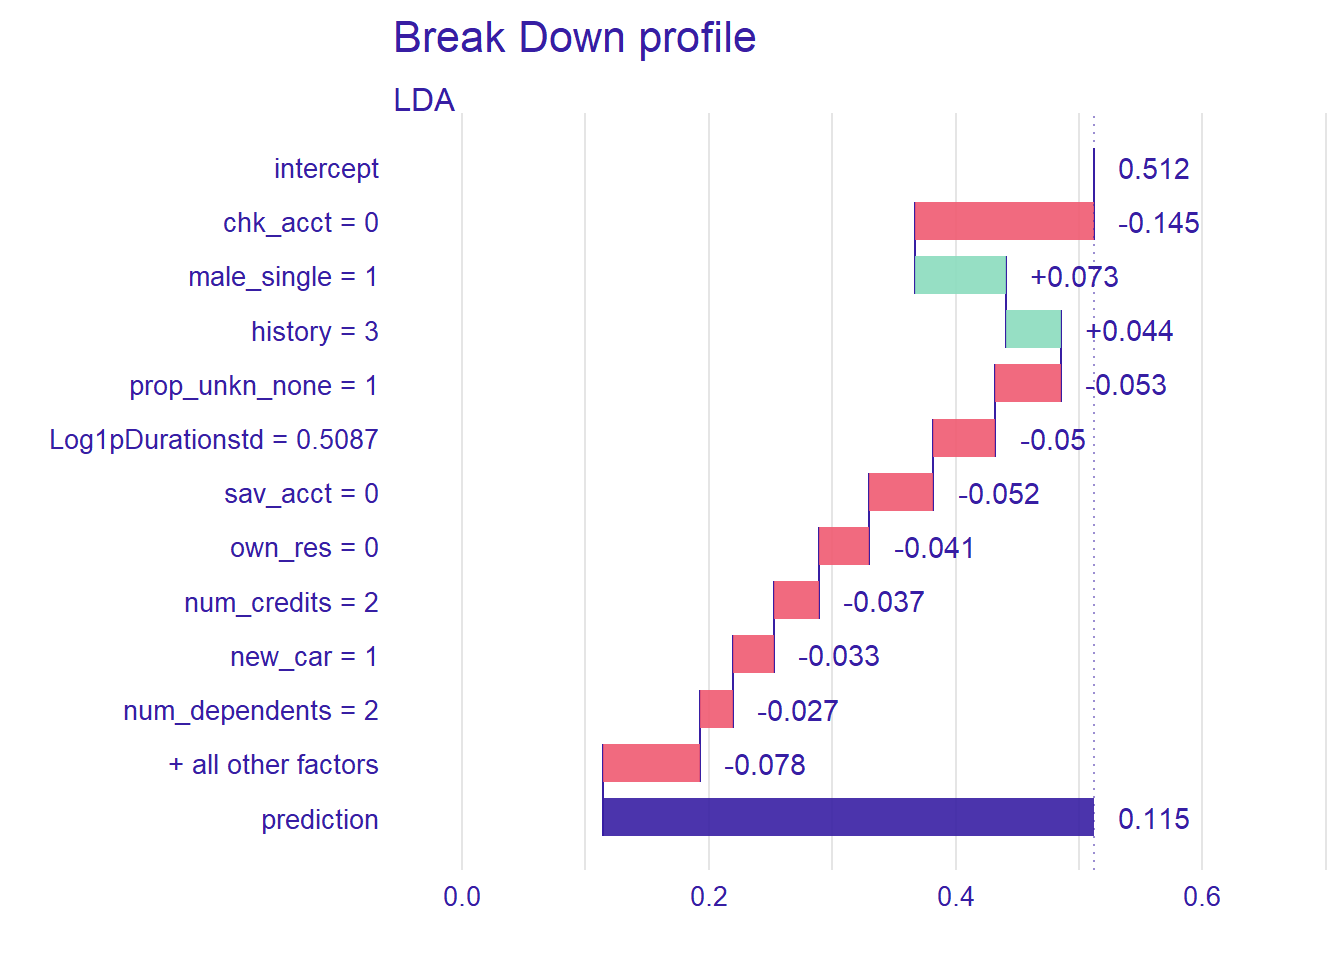 Break Down profile
LDA
intercept 0.512
chk_acct = 0 -0.145
male_single = 1 +0.073
history = 3 +0.044
prop_unkn_none = 1 -0.053
Log1pDurationstd = 0.5087 -0.05
sav_acct = 0 -0.052
own_res = 0 -0.041
num_credits = 2 -0.037
new_car = 1 -0.033
num_dependents = 2 -0.027
+ all other factors -0.078
prediction 0.115
0.0 0.2 0.4 0.6